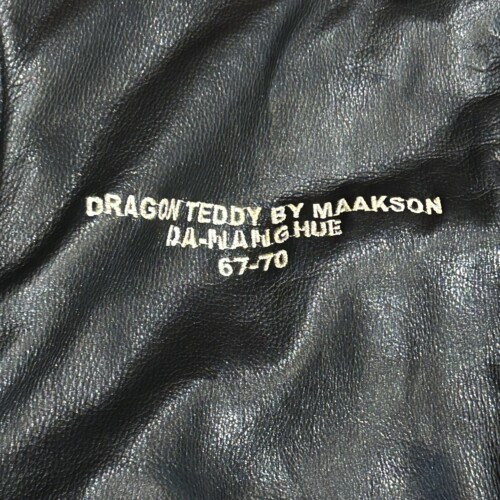 DRAGON TEDDY BY MAAKSON
DA-NANG HUE
67-70